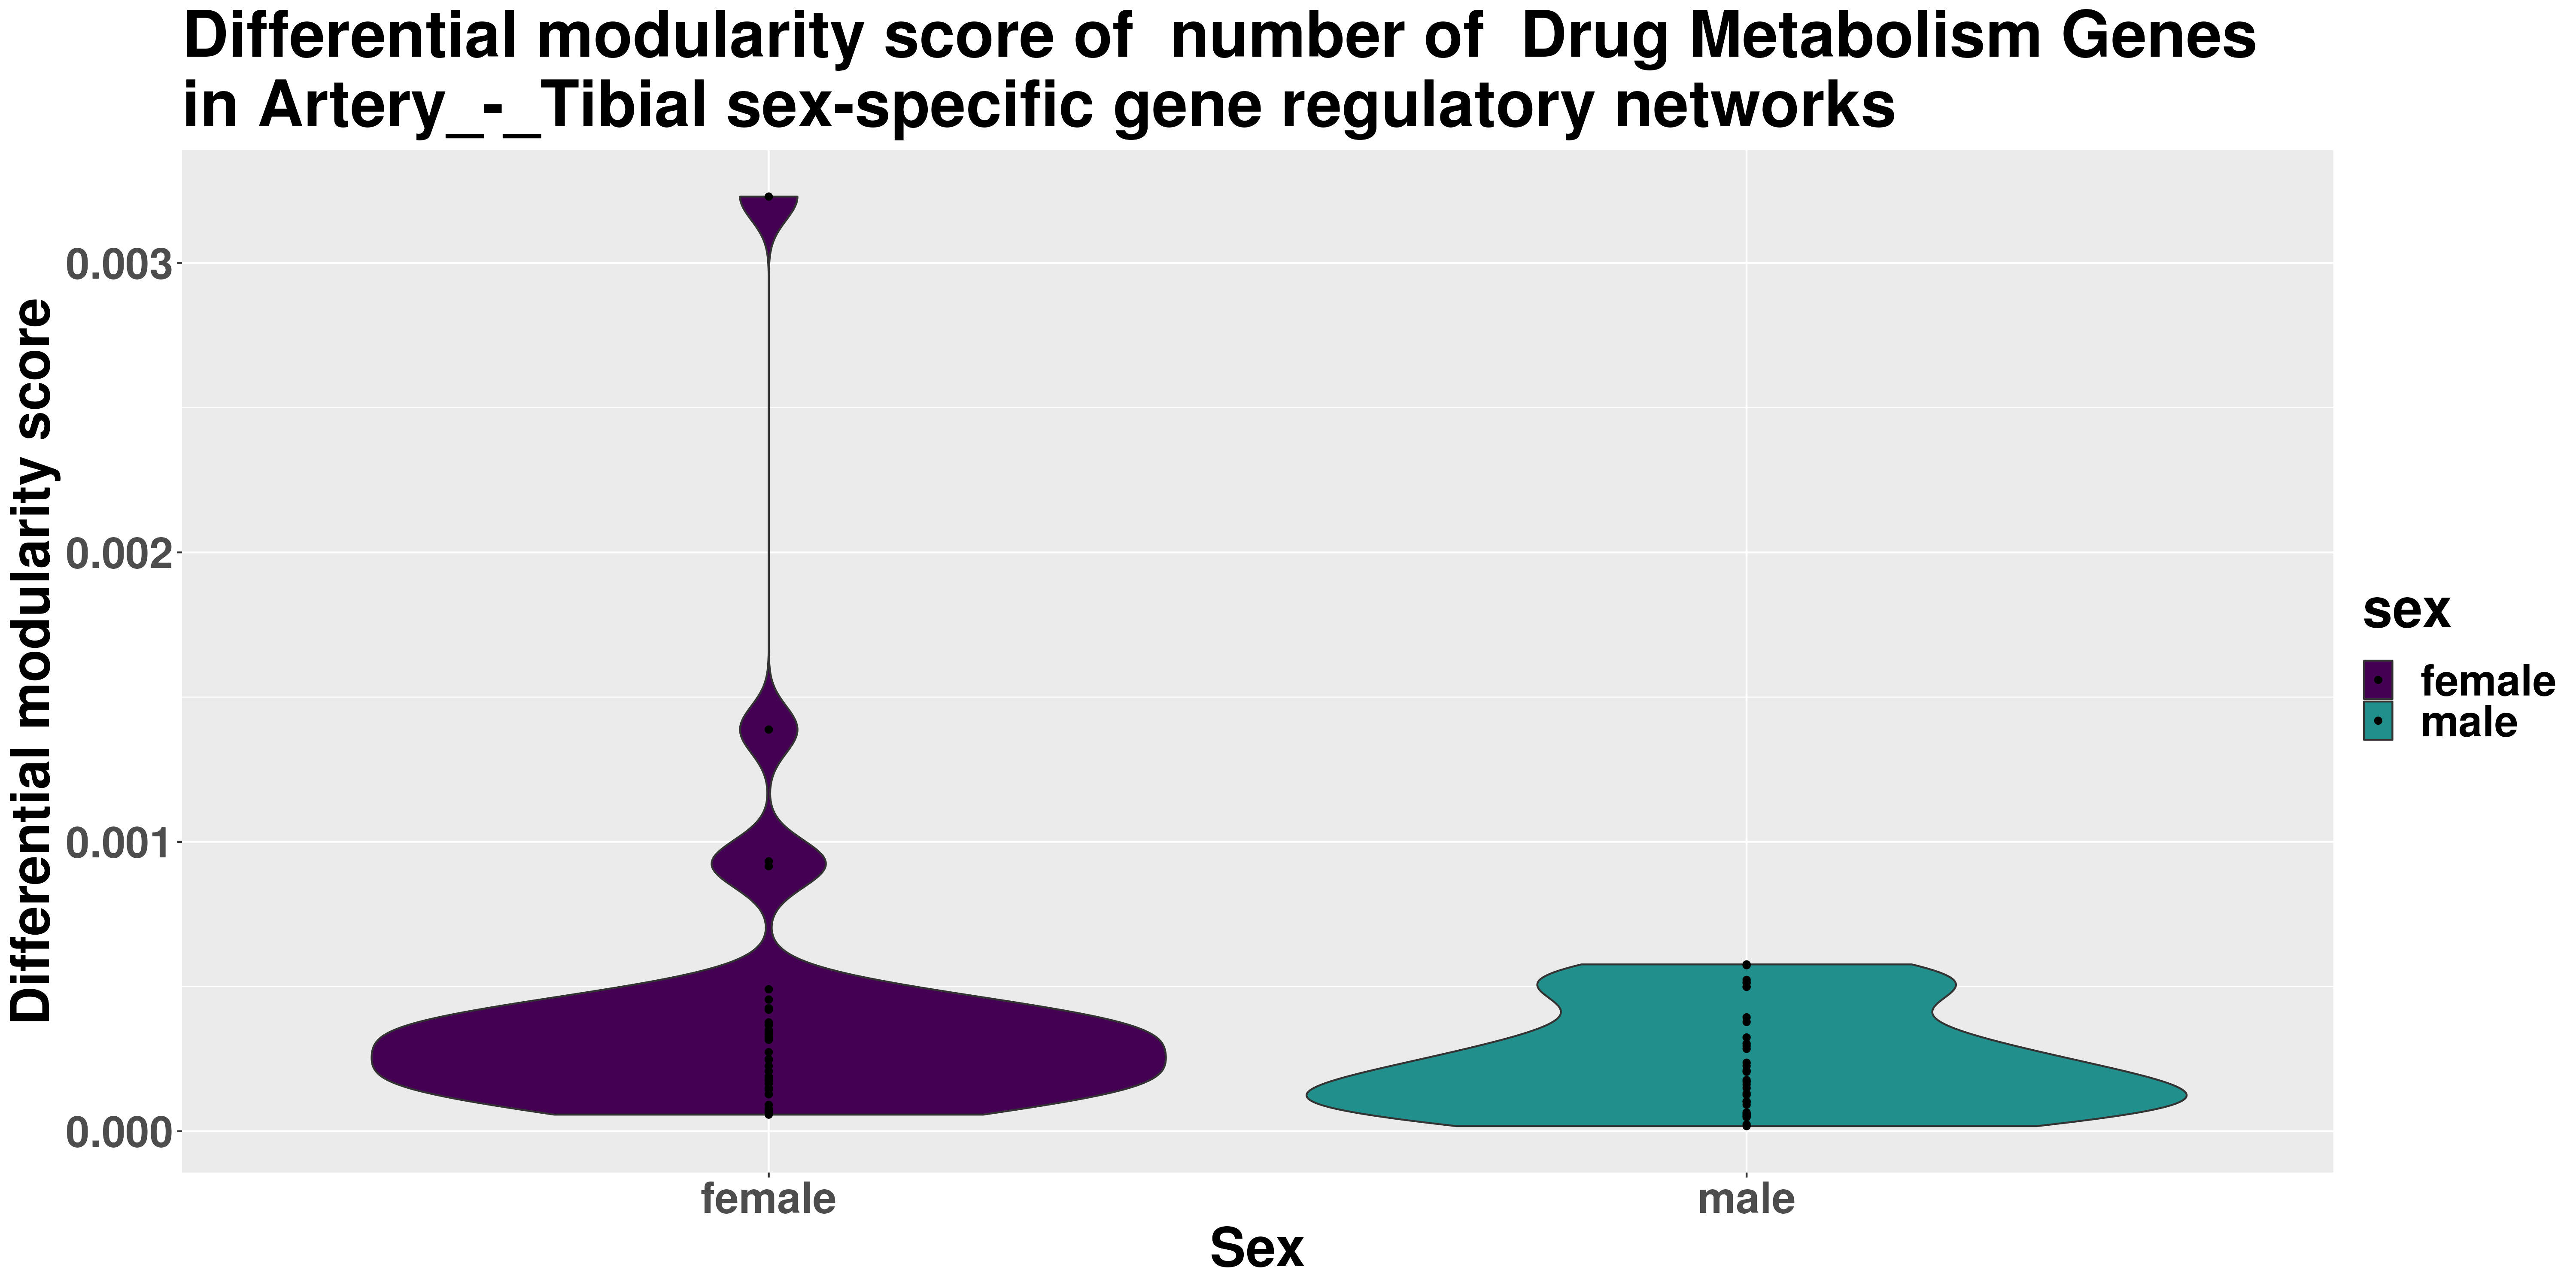 Differential modularity score of  number of  Drug Metabolism Genes
in Artery_-_Tibial sex-specific gene regulatory networks
Differential modularity score
0.003
0.002
0.001
0.000
female
male
Sex
sex
female
male